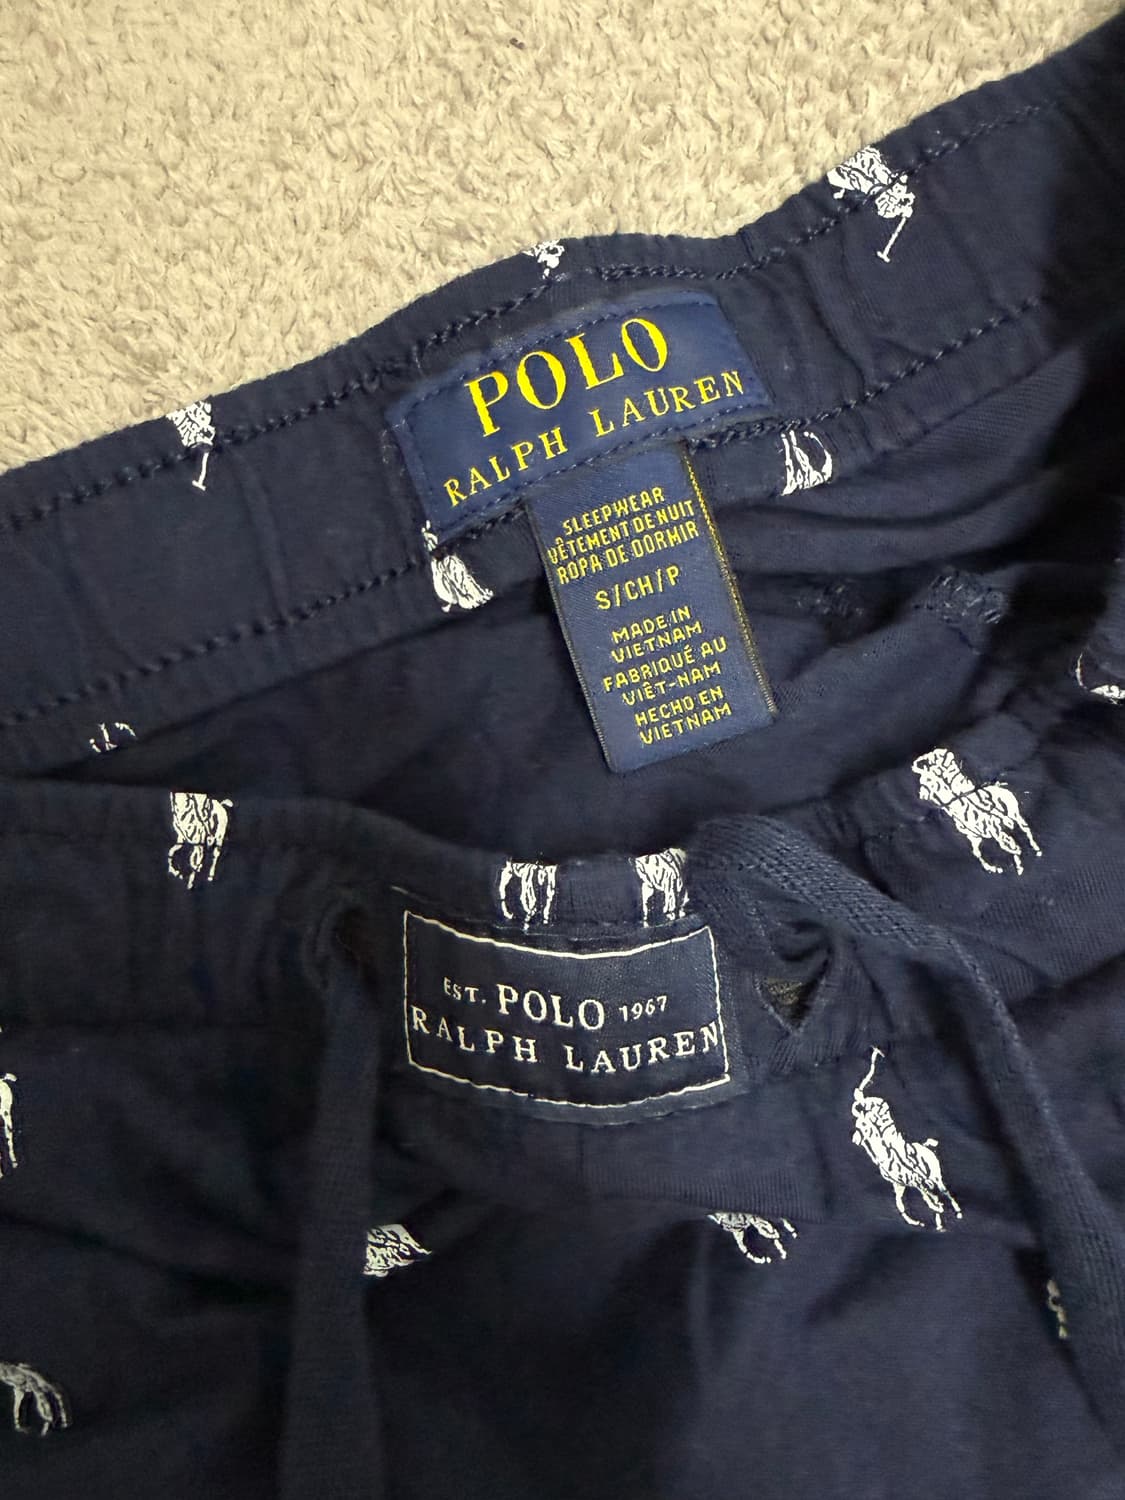 POLO
RALPH LAUREN
SLEEPWEAR
VÊTEMENT DE NUIT
ROPA DE DORMIR
S/CH/P
MADE IN
VIETNAM
FABRIQUÉ AU
VIÊT-NAM
HECHO EN
VIETNAM
EST. POLO 1967
RALPH LAUREN